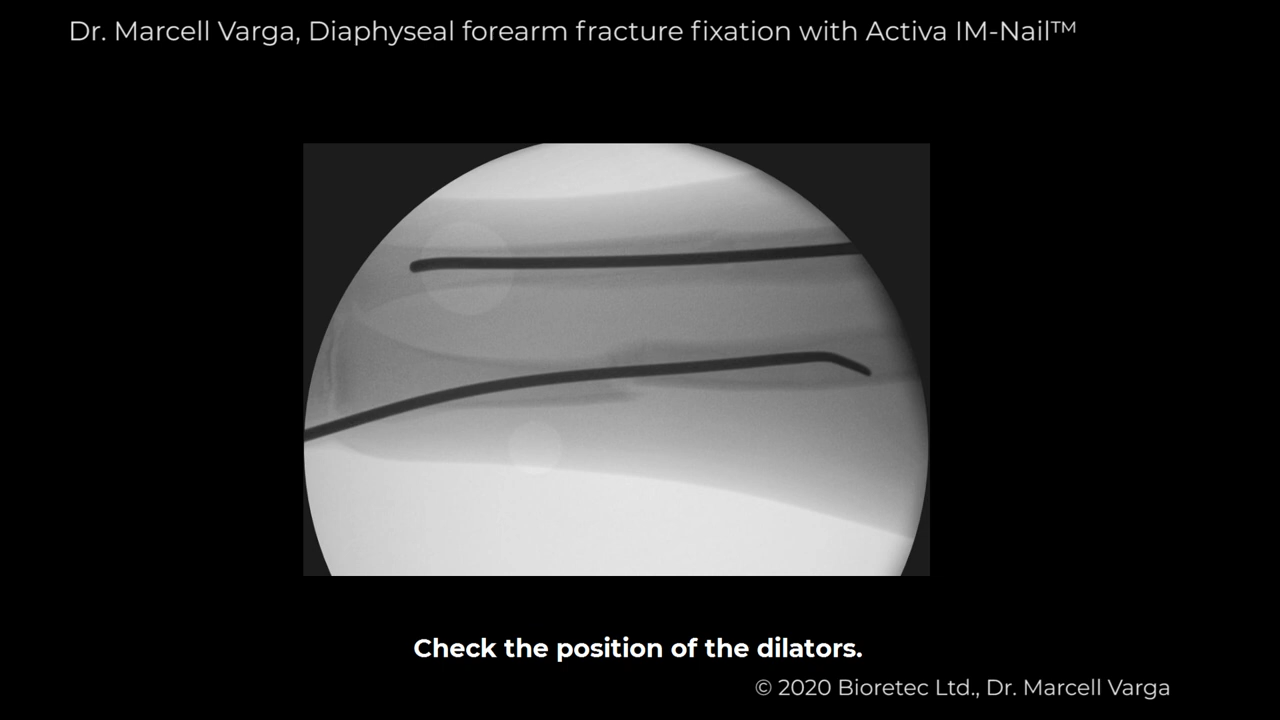 Dr. Marcell Varga, Diaphyseal forearm fracture fixation with Activa IM-Nail™
Check the position of the dilators.
© 2020 Bioretec Ltd., Dr. Marcell Varga